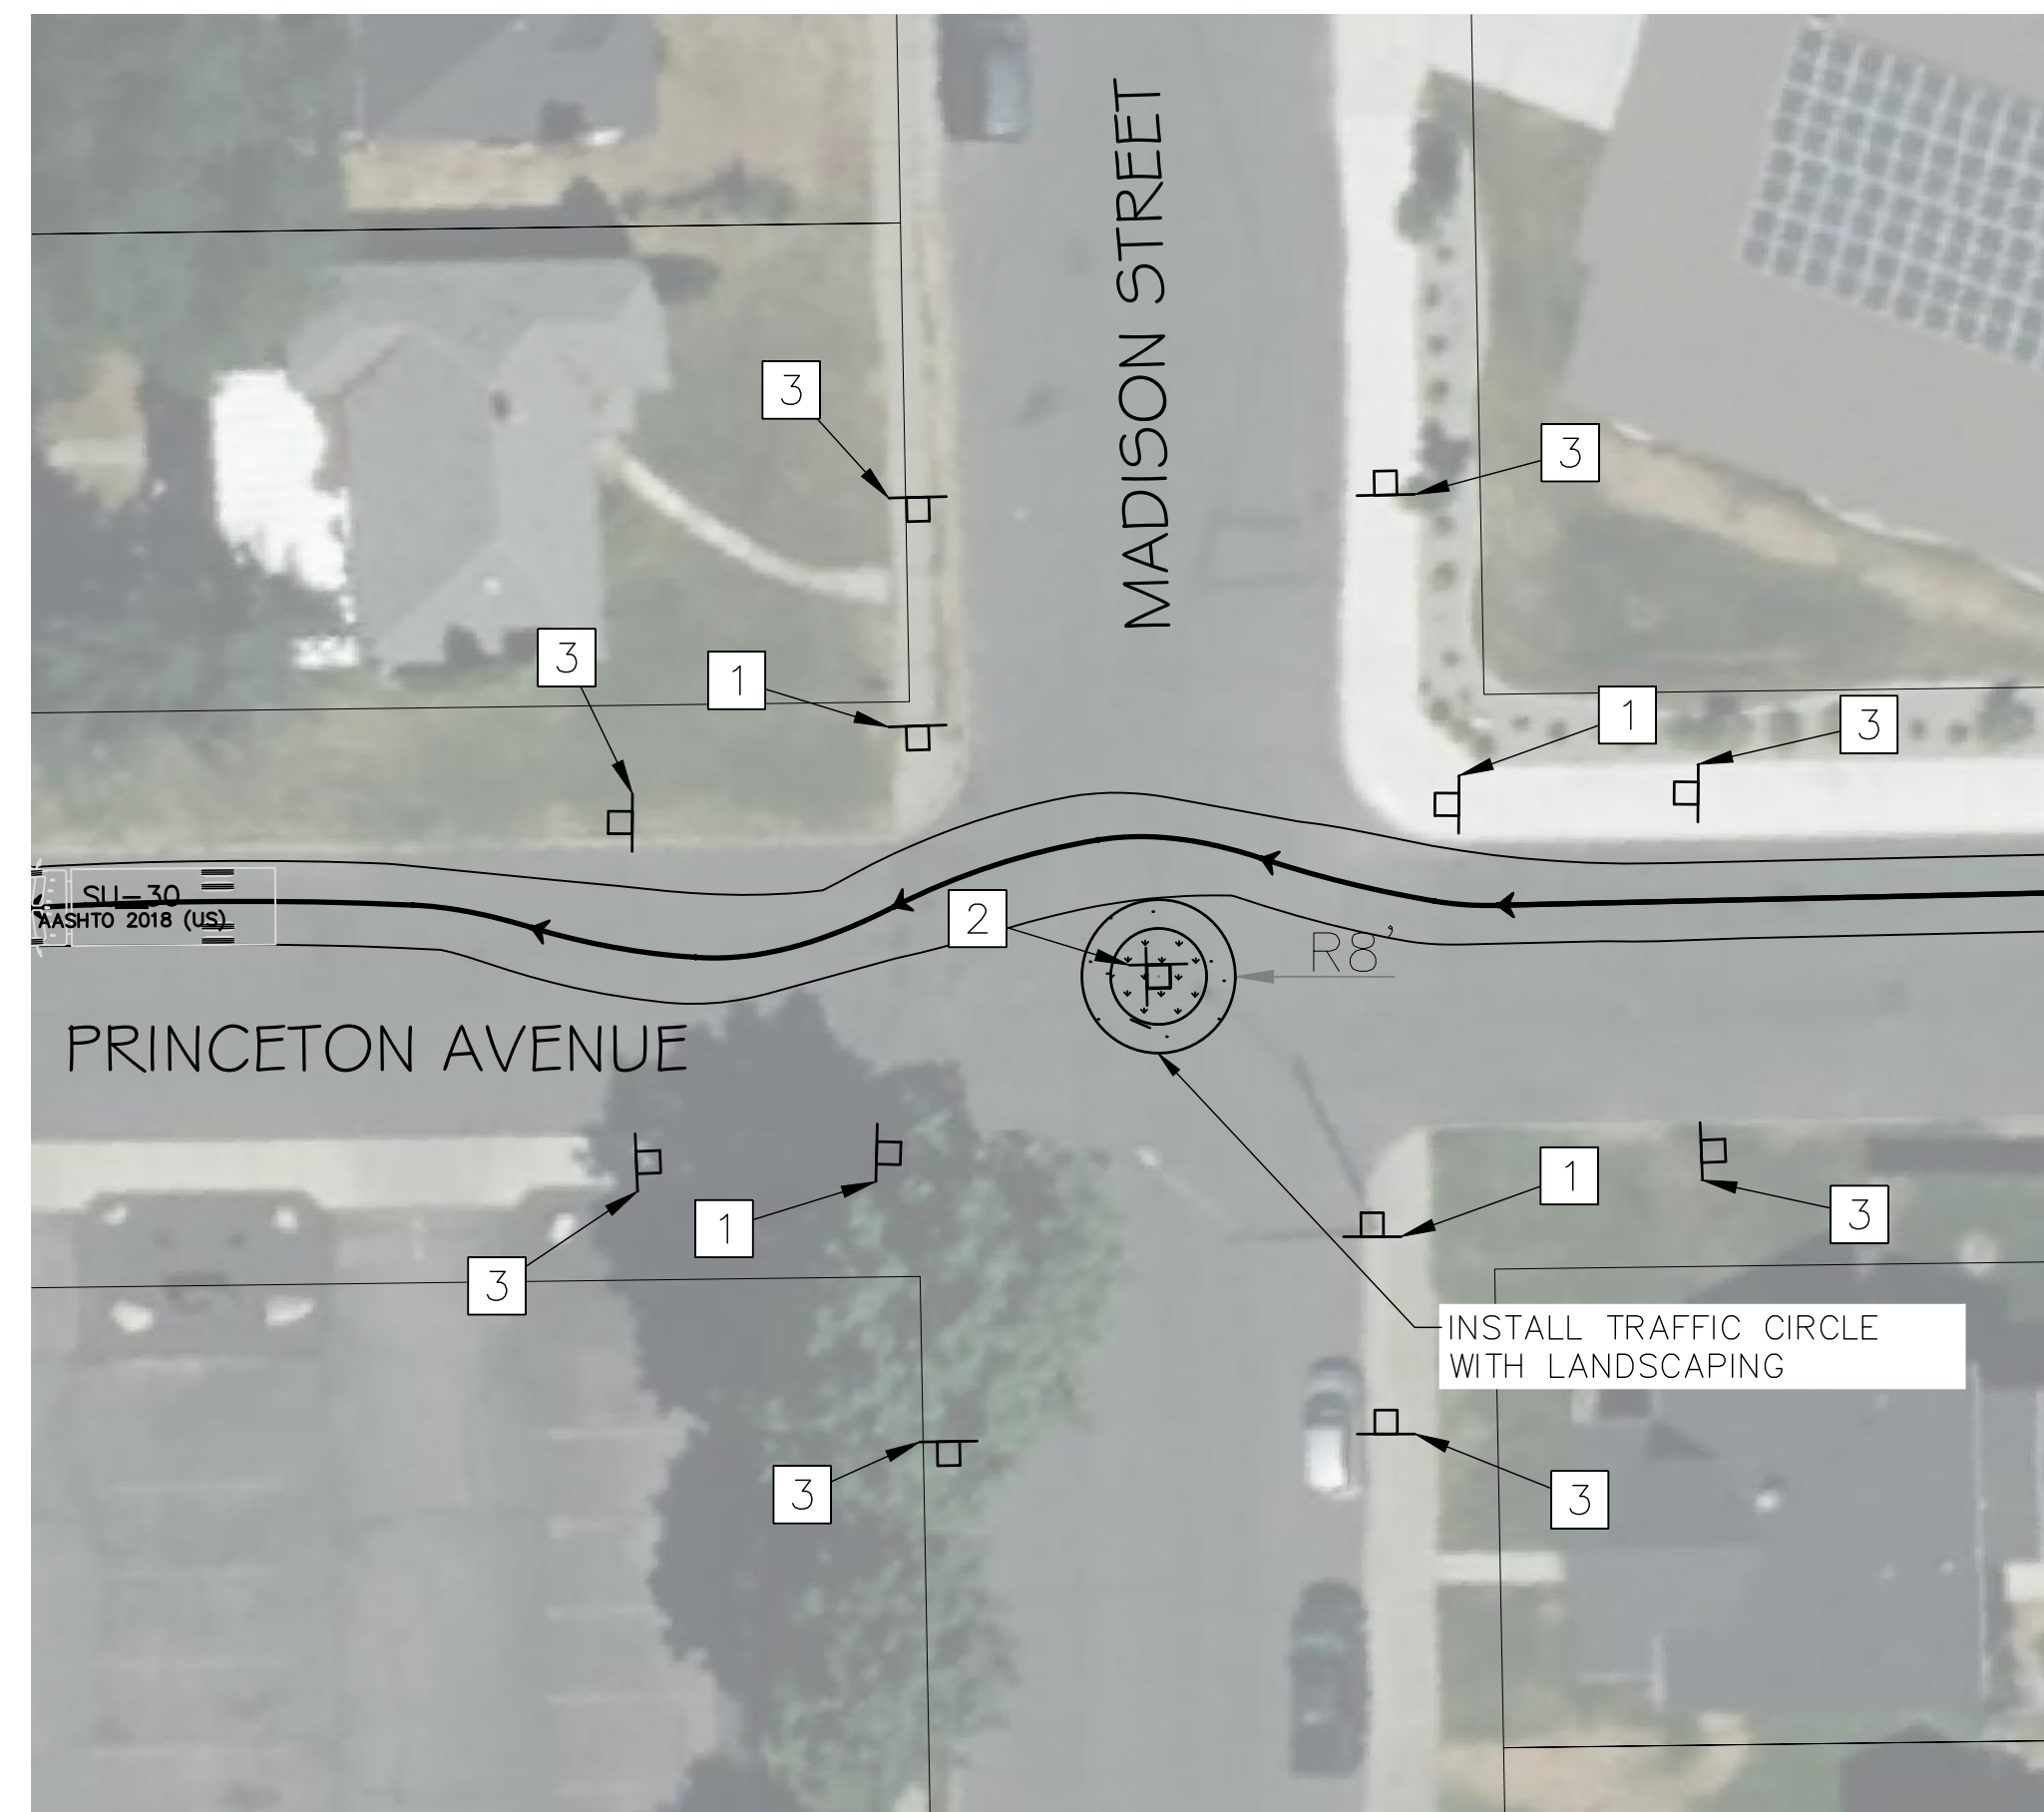 MADISON STREET
3
3
3
1
1
3
SU-30
AASHTO 2018 (US)
2
R8'
PRINCETON AVENUE
1
3
1
3
3
INSTALL TRAFFIC CIRCLE
WITH LANDSCAPING
3
3